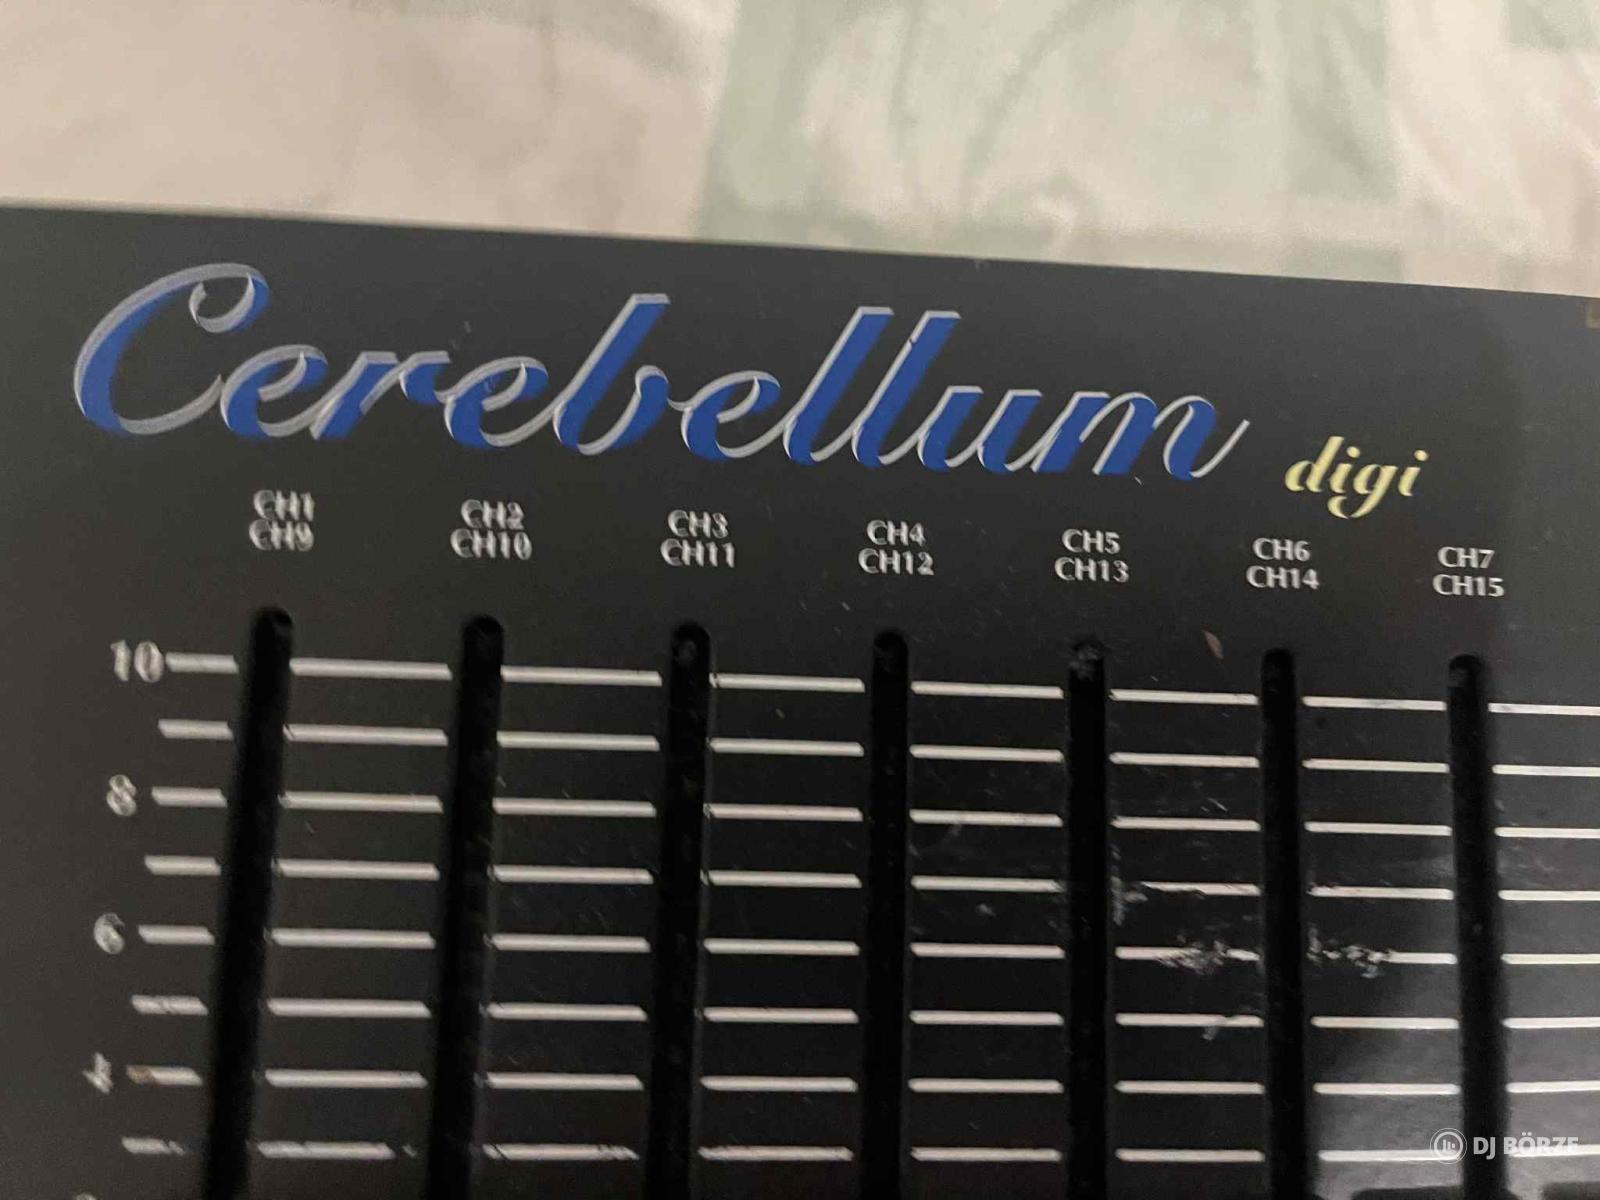 Cerebellum digi
CH1 CH2 CH3 CH4 CH5 CH6 CH7
CH9 CH10 CH11 CH12 CH13 CH14 CH15
10
8
6
4
DJ BÖRZE